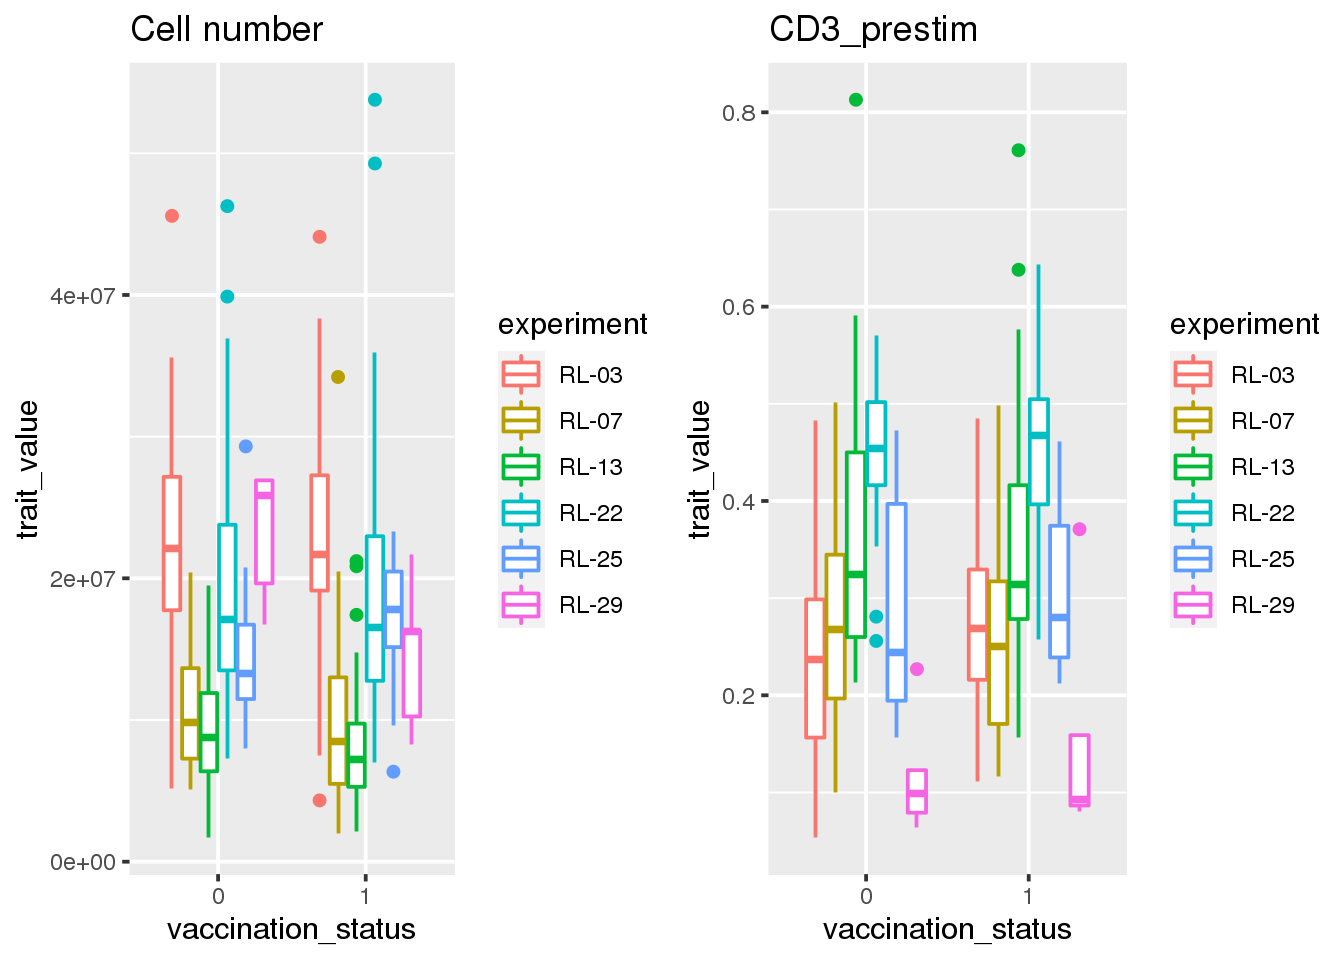 Cell number
trait_value
4e+07
2e+07
0e+00
0
1
vaccination_status
experiment
RL-03
RL-07
RL-13
RL-22
RL-25
RL-29
CD3_prestim
trait_value
0.8
0.6
0.4
0.2
0
1
vaccination_status
experiment
RL-03
RL-07
RL-13
RL-22
RL-25
RL-29